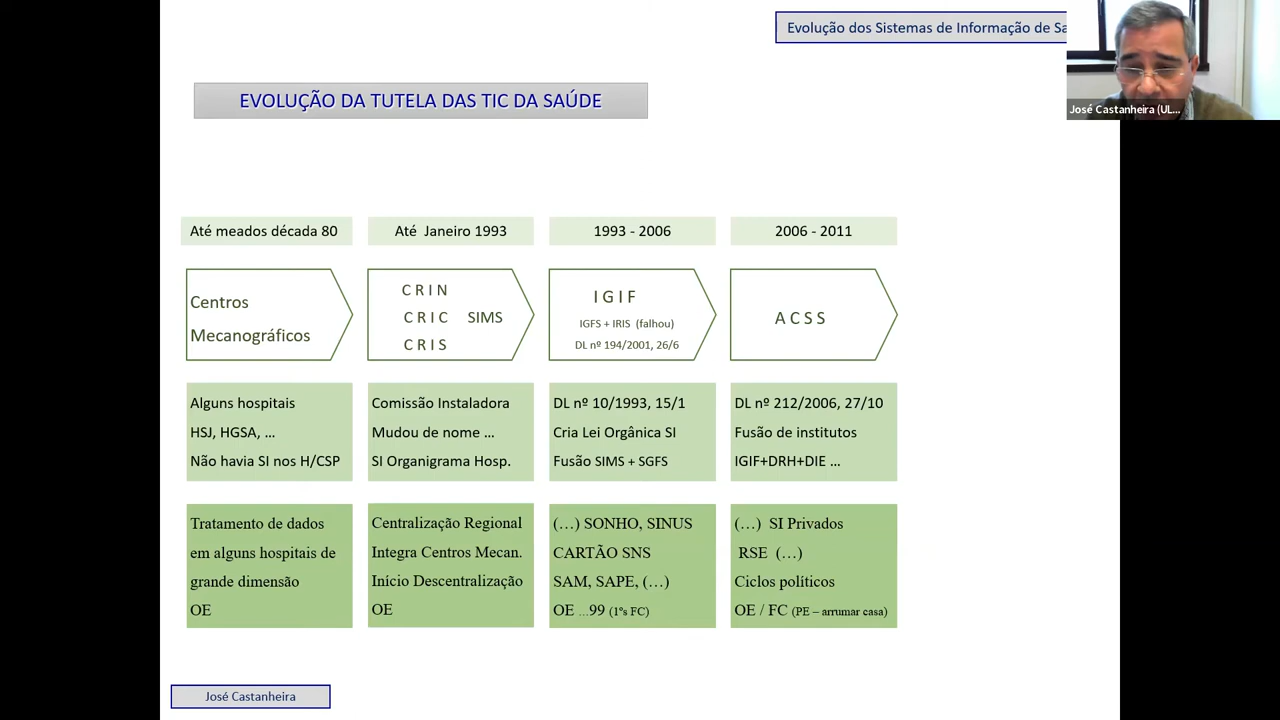 Evolução dos Sistemas de Informação de Sa
José Castanheira (UL...
EVOLUÇÃO DA TUTELA DAS TIC DA SAÚDE
Até meados década 80
Até Janeiro 1993
1993 - 2006
2006 - 2011
Centros
Mecanográficos
C R I N
C R I C SIMS
C R I S
I G I F
IGFS + IRIS (falhou)
DL nº 194/2001, 26/6
A C S S
Alguns hospitais
HSJ, HGSA, ...
Não havia SI nos H/CSP
Comissão Instaladora
Mudou de nome ...
SI Organigrama Hosp.
DL nº 10/1993, 15/1
Cria Lei Orgânica SI
Fusão SIMS + SGFS
DL nº 212/2006, 27/10
Fusão de institutos
IGIF+DRH+DIE ...
Tratamento de dados
em alguns hospitais de
grande dimensão
OE
Centralização Regional
Integra Centros Mecan.
Início Descentralização
OE
(…) SONHO, SINUS
CARTÃO SNS
SAM, SAPE, (…)
OE ...99 (1ºs FC)
(…) SI Privados
RSE (…)
Ciclos políticos
OE / FC (PE – arrumar casa)
José Castanheira